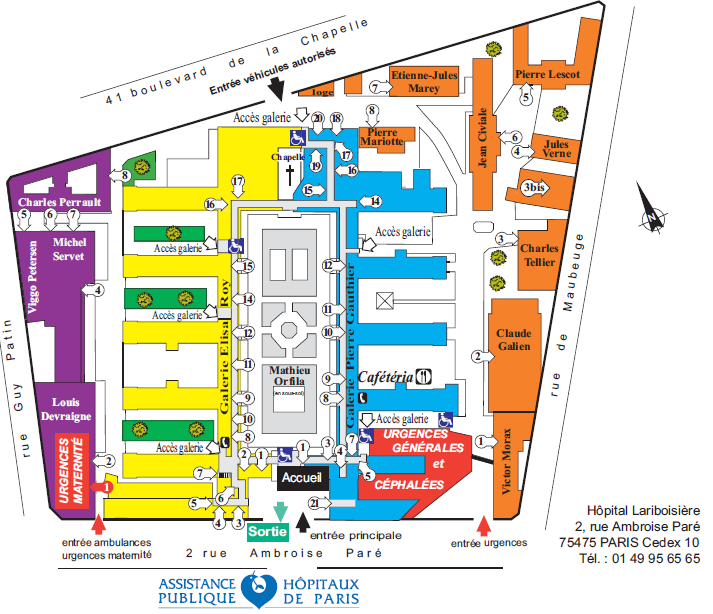 41 boulevard de la Chapelle
Entrée véhicules autorisés
Accès galerie
20
18
8
7
Etienne-Jules
Marey
Pierre Lescot
5
Pierre
Mariotte
Jean Civiale
6
4
Jules
Verne
3bis
Chapelle
19
17
16
15
14
17
16
Charles Perrault
8
5
6
7
Michel
Servet
Viggo Petersen
4
Accès galerie
Accès galerie
3
Charles
Tellier
15
14
12
11
9
10
8
Galerie Elisa Roy
Accès galerie
12
11
10
9
8
Galerie Pierre Gauthier
Mathieu
Orfila
(en sous-sol)
Cafétéria
Claude
Galien
2
rue de Maubeuge
rue Guy Patin
Louis
Devraigne
URGENCES
MATERNITÉ
2
1
Accès galerie
Accès galerie
URGENCES
GÉNÉRALES
et
CÉPHALÉES
1
Victor Morax
7
2
1
1
3
4
7
5
Accueil
6
5
4
3
21
Sortie
entrée ambulances
urgences maternité
entrée principale
entrée urgences
2 rue Ambroise Paré
Hôpital Lariboisière
2, rue Ambroise Paré
75475 PARIS Cedex 10
Tél. : 01 49 95 65 65
ASSISTANCE
PUBLIQUE
HÔPITAUX
DE PARIS